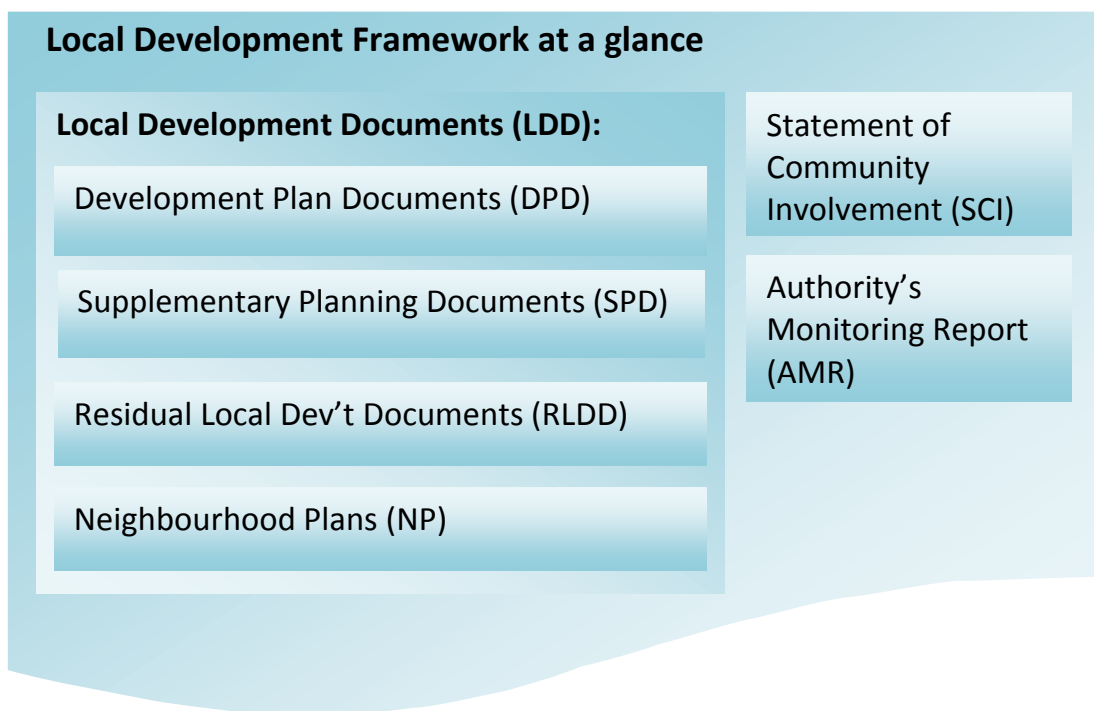 Local Development Framework at a glance
Local Development Documents (LDD):
Development Plan Documents (DPD)
Supplementary Planning Documents (SPD)
Residual Local Dev’t Documents (RLDD)
Neighbourhood Plans (NP)
Statement of
Community
Involvement (SCI)
Authority’s
Monitoring Report
(AMR)